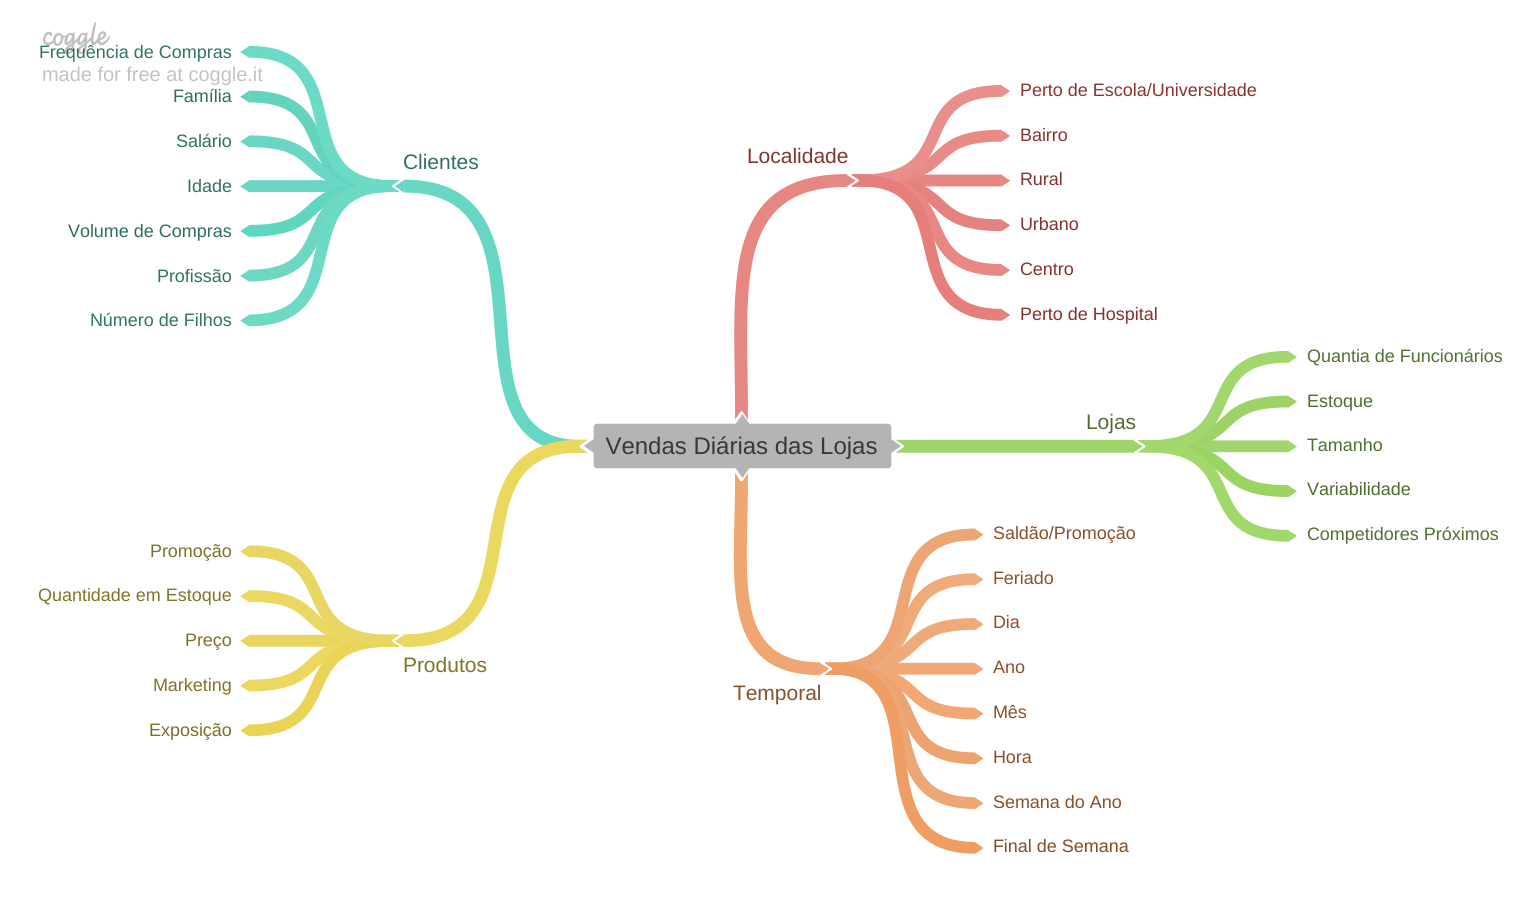 coggle
made for free at coggle.it
Frequência de Compras
Família
Salário
Idade
Volume de Compras
Profissão
Número de Filhos
Clientes
Localidade
Perto de Escola/Universidade
Bairro
Rural
Urbano
Centro
Perto de Hospital
Vendas Diárias das Lojas
Lojas
Quantia de Funcionários
Estoque
Tamanho
Variabilidade
Competidores Próximos
Promoção
Quantidade em Estoque
Preço
Marketing
Exposição
Produtos
Temporal
Saldão/Promoção
Feriado
Dia
Ano
Mês
Hora
Semana do Ano
Final de Semana